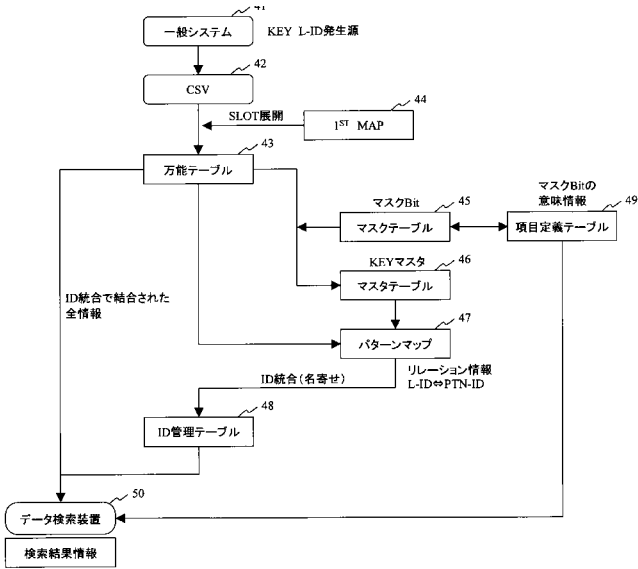 41
一般システム
KEY L-ID発生源
42
CSV
SLOT展開
44
1ST MAP
43
万能テーブル
マスクBit
45
マスクテーブル
マスクBitの
意味情報
49
項目定義テーブル
KEYマスタ
46
マスタテーブル
ID統合で結合された
全情報
47
パターンマップ
リレーション情報
L-ID⇔PTN-ID
ID統合(名寄せ)
48
ID管理テーブル
50
データ検索装置
検索結果情報